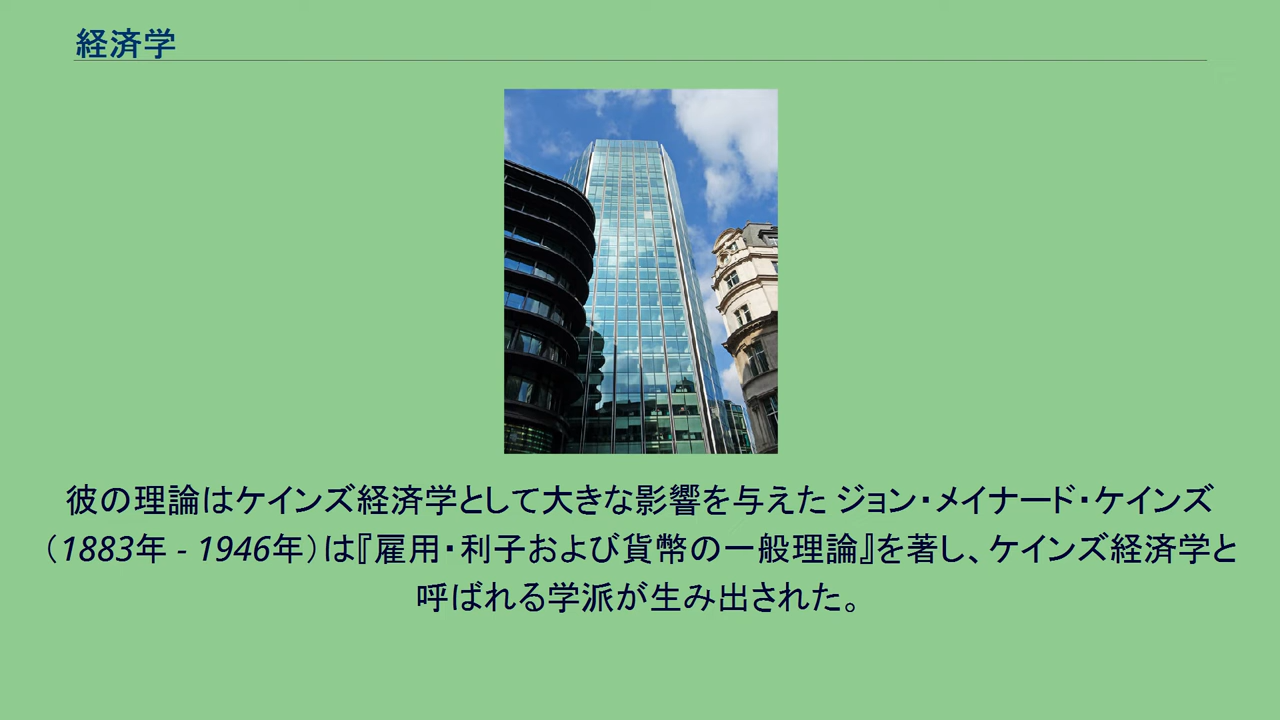 経済学
彼の理論はケインズ経済学として大きな影響を与えた ジョン・メイナード・ケインズ
（1883年 - 1946年）は『雇用・利子および貨幣の一般理論』を著し、ケインズ経済学と
呼ばれる学派が生み出された。